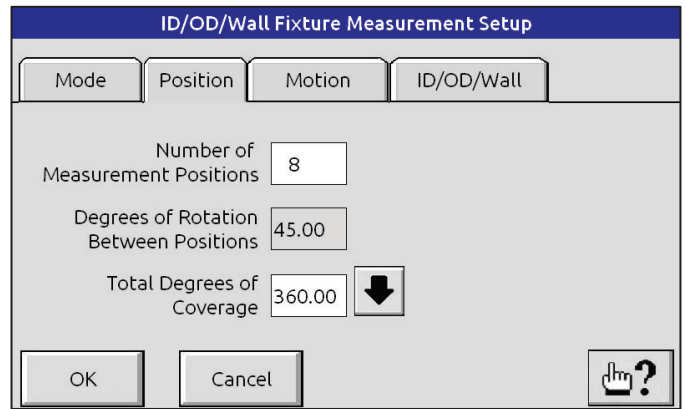 ID/OD/Wall Fixture Measurement Setup
Mode Position Motion ID/OD/Wall
Number of
Measurement Positions 8
Degrees of Rotation
Between Positions 45.00
Total Degrees of
Coverage 360.00
OK Cancel ?